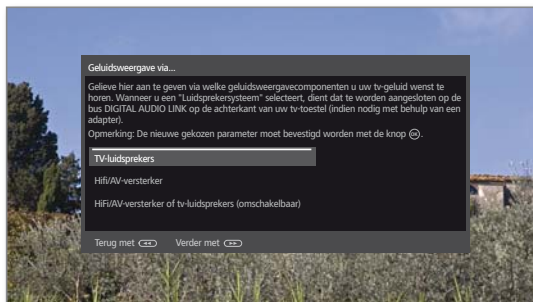 Geluidsweergave via...
Gelieve hier aan te geven via welke geluidsweergavecomponenten u uw tv-geluid wenst te
horen. Wanneer u een "Luidsprekersysteem" selecteert, dient dat te worden aangesloten op de
bus DIGITAL AUDIO LINK op de achterkant van uw tv-toestel (indien nodig met behulp van een
adapter).
Opmerking: De nieuwe gekozen parameter moet bevestigd worden met de knop OK.
TV-luidsprekers
Hifi/AV-versterker
HiFi/AV-versterker of tv-luidsprekers (omschakelbaar)
Terug met ◄◄ Verder met ►►